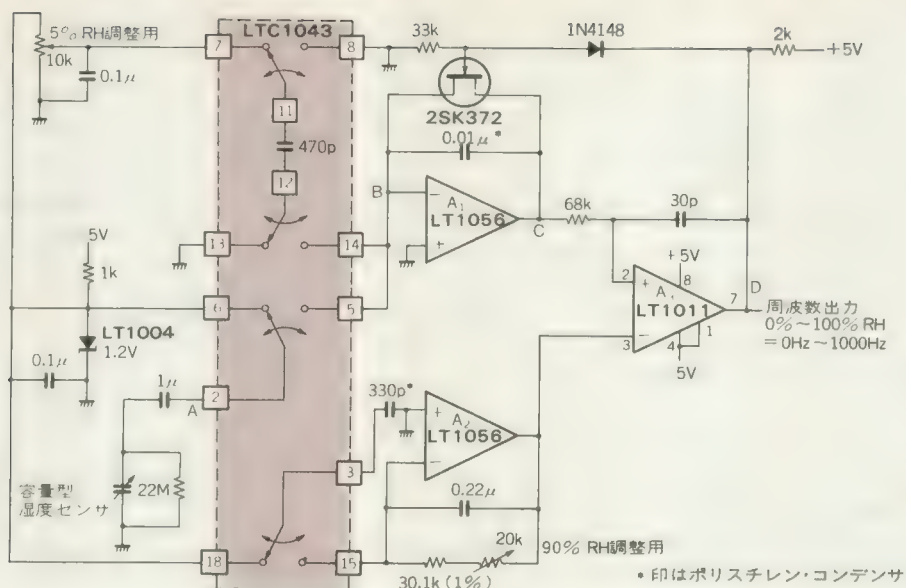 5% RH調整用
10k
0.1μ
7
LTC1043
8
33k
1N4148
2k
+5V
11
470p
12
2SK372
0.01μ*
B
−
+
A₁
LT1056
C
68k
30p
13
14
5V
1k
6
5
LT1004
1.2V
0.1μ
1μ
A
2
+5V
8
2
+
A₁
LT1011
−
3
7
D
4
1
5V
周波数出力
0%~100% RH
=0Hz~1000Hz
330p*
+
A₂
LT1056
−
3
容量型
湿度センサ
22M
0.22μ
20k
90% RH調整用
18
15
30.1k(1%)
*印はポリスチレン・コンデンサ